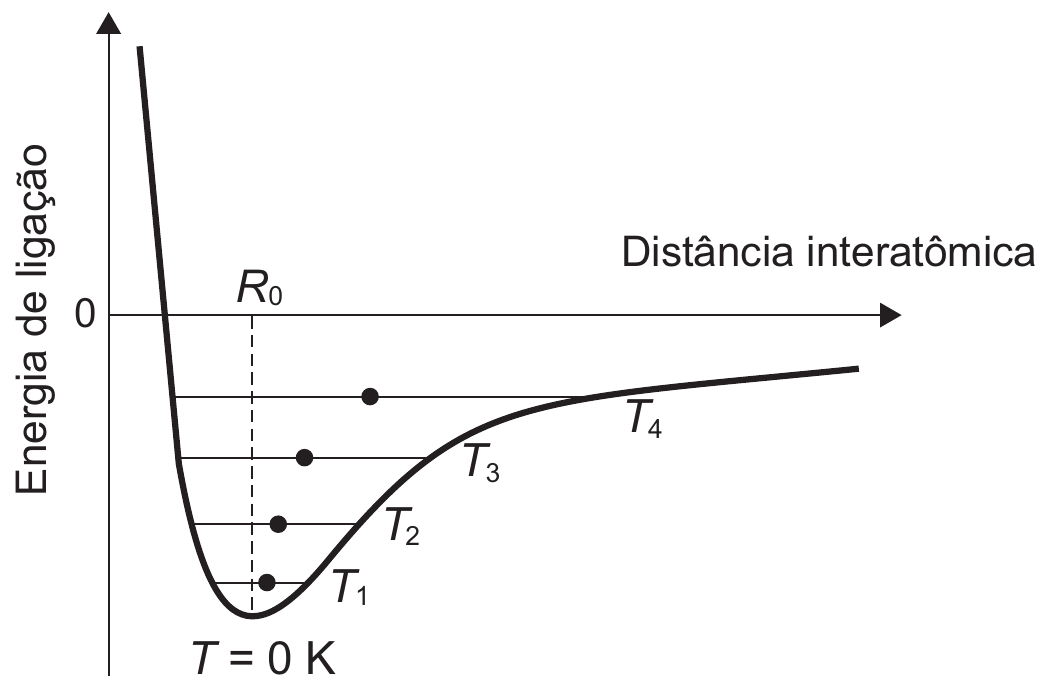 Energia de ligação
Distância interatômica
R0
0
T4
T3
T2
T1
T = 0 K